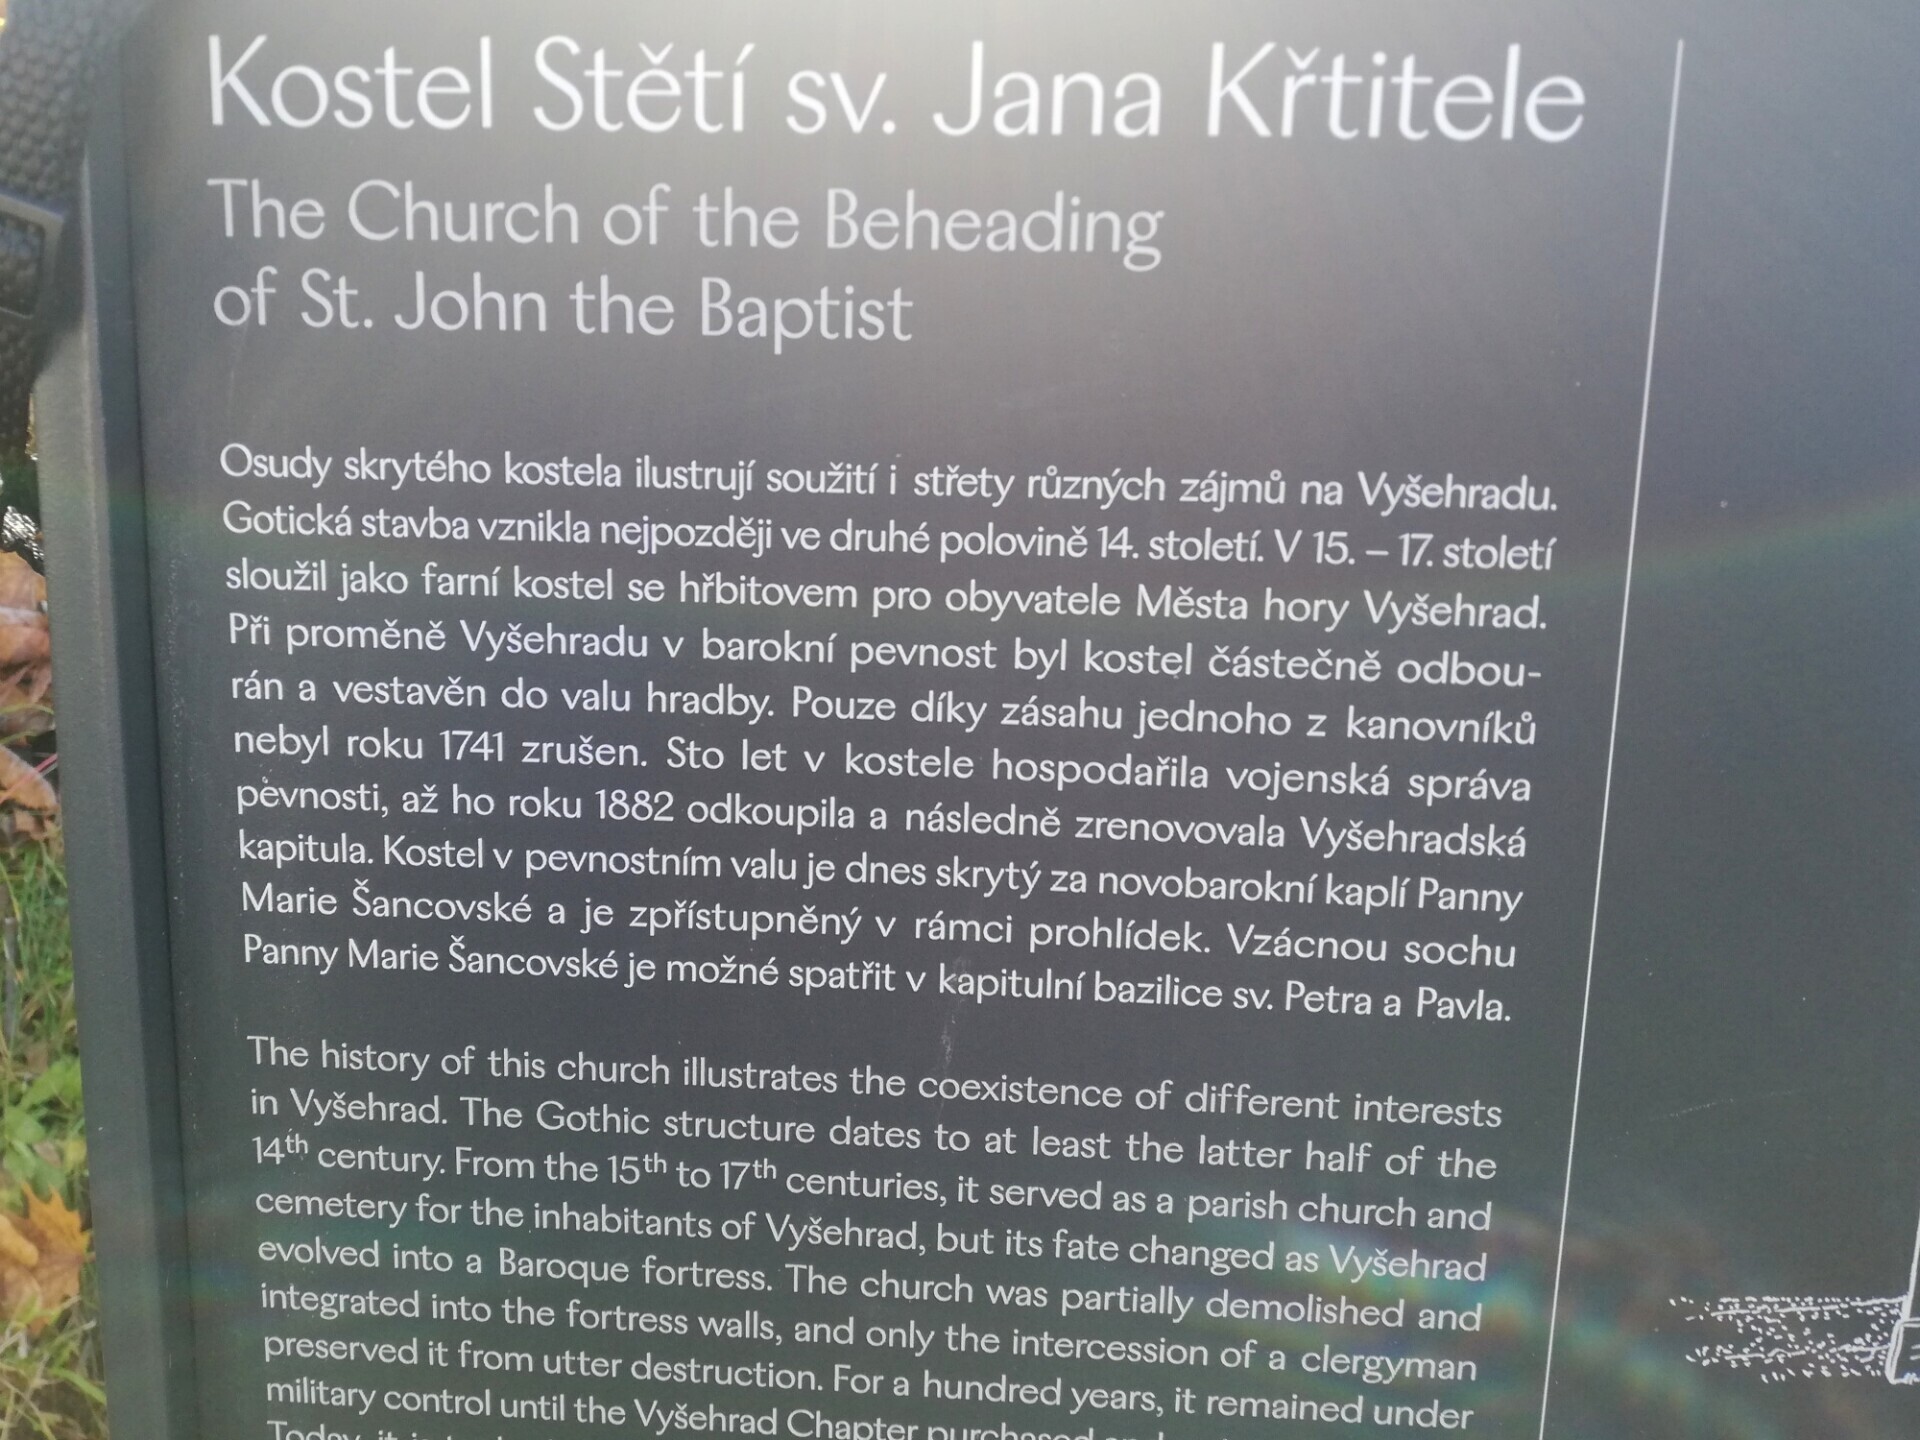 Kostel Stětí sv. Jana Křtitele
The Church of the Beheading
of St. John the Baptist
Osudy skrytého kostela ilustrují soužití i střety různých zájmů na Vyšehradu.
Gotická stavba vznikla nejpozději ve druhé polovině 14. století. V 15. – 17. století
sloužil jako farní kostel se hřbitovem pro obyvatele Města hory Vyšehrad.
Při proměně Vyšehradu v barokní pevnost byl kostel částečně odbou-
rán a vestavěn do valu hradby. Pouze díky zásahu jednoho z kanovníků
nebyl roku 1741 zrušen. Sto let v kostele hospodařila vojenská správa
pevnosti, až ho roku 1882 odkoupila a následně zrenovovala Vyšehradská
kapitula. Kostel v pevnostním valu je dnes skrytý za novobarokní kaplí Panny
Marie Šancovské a je zpřístupněný v rámci prohlídek. Vzácnou sochu
Panny Marie Šancovské je možné spatřit v kapitulní bazilice sv. Petra a Pavla.
The history of this church illustrates the coexistence of different interests
in Vyšehrad. The Gothic structure dates to at least the latter half of the
14th century. From the 15th to 17th centuries, it served as a parish church and
cemetery for the inhabitants of Vyšehrad, but its fate changed as Vyšehrad
evolved into a Baroque fortress. The church was partially demolished and
integrated into the fortress walls, and only the intercession of a clergyman
preserved it from utter destruction. For a hundred years, it remained under
military control until the Vyšehrad Chapter purchased
Today, it is